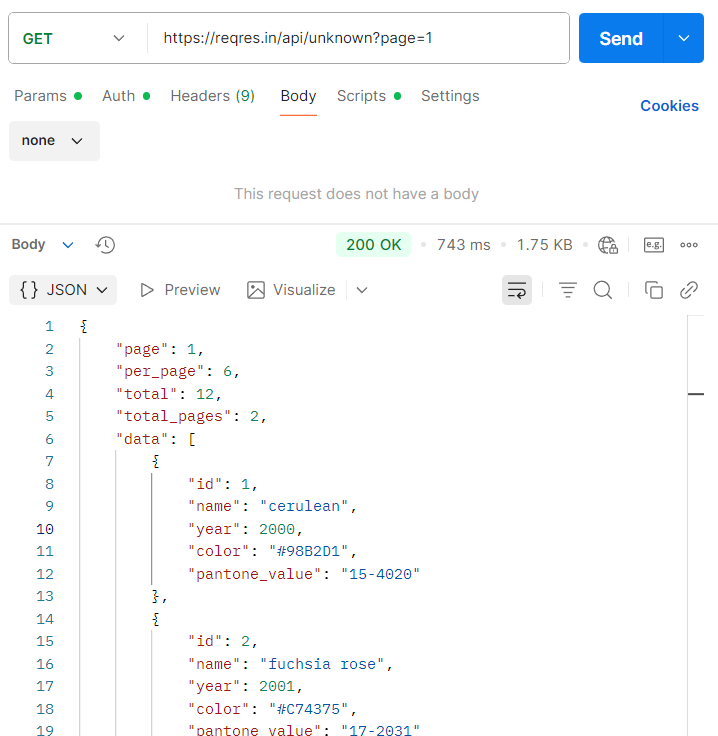 GET https://reqres.in/api/unknown?page=1 Send
Params Auth Headers (9) Body Scripts Settings Cookies
none
This request does not have a body
Body 200 OK 743 ms 1.75 KB e.g.
{} JSON Preview Visualize
1 {
2 "page": 1,
3 "per_page": 6,
4 "total": 12,
5 "total_pages": 2,
6 "data": [
7 {
8 "id": 1,
9 "name": "cerulean",
10 "year": 2000,
11 "color": "#98B2D1",
12 "pantone_value": "15-4020"
13 },
14 {
15 "id": 2,
16 "name": "fuchsia rose",
17 "year": 2001,
18 "color": "#C74375",
19 "pantone_value": "17-2031"